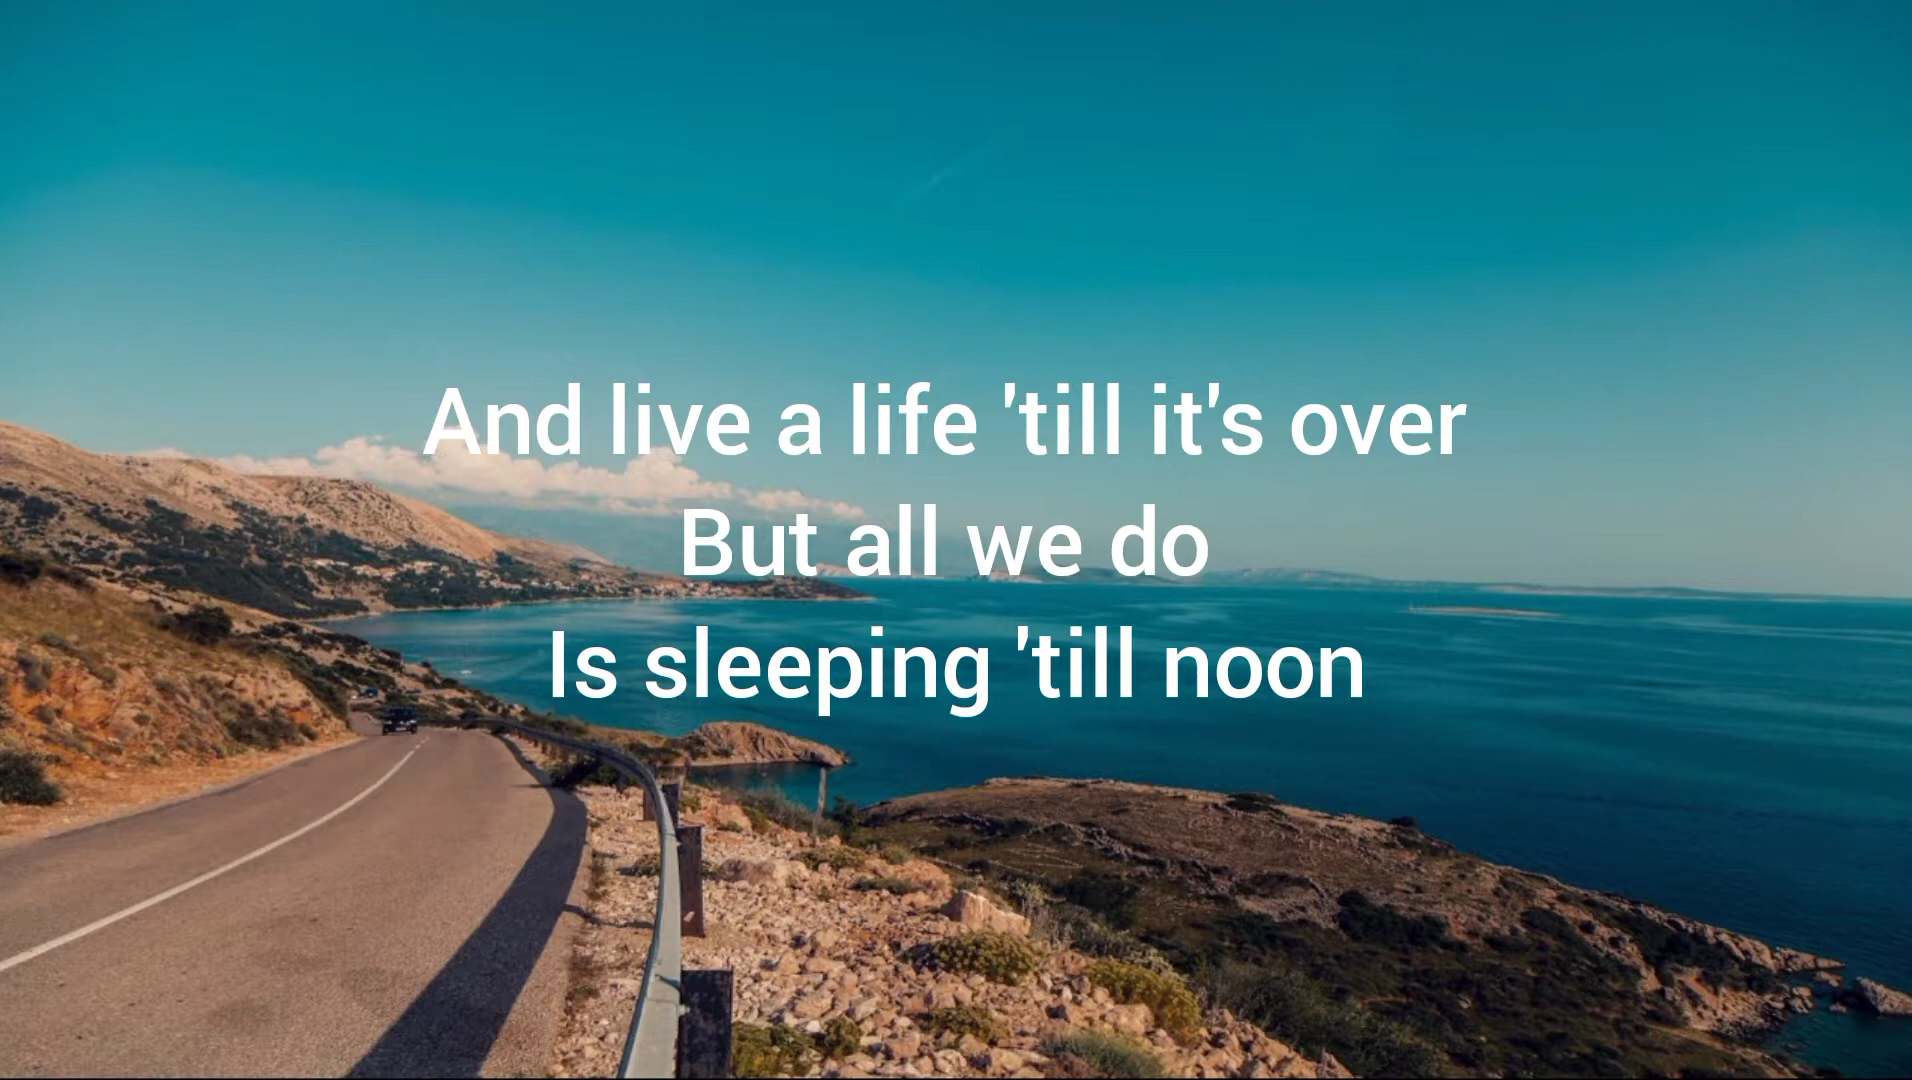 And live a life 'till it's over
But all we do
Is sleeping 'till noon